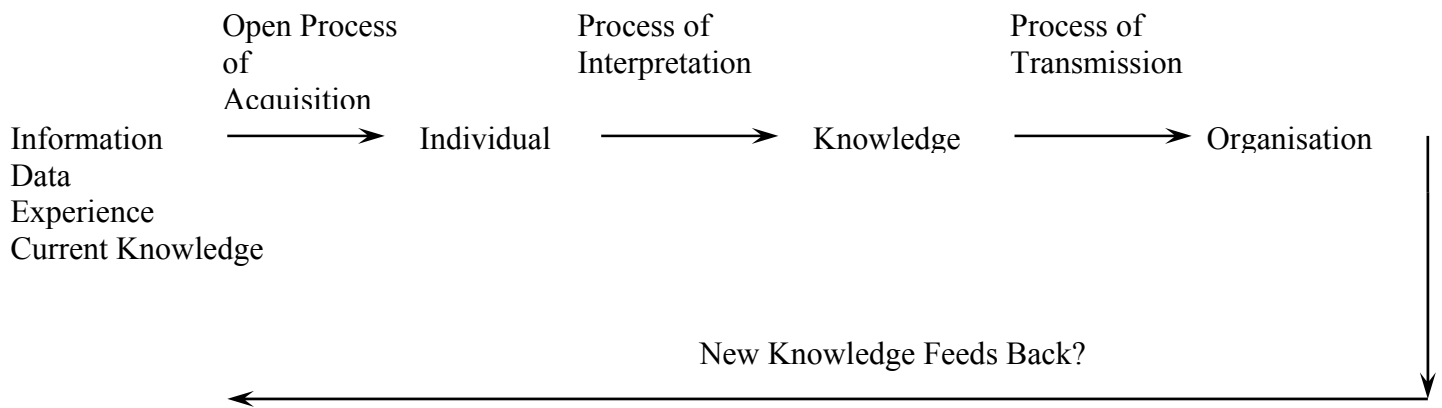 Open Process
of
Acquisition
Process of
Interpretation
Process of
Transmission
Information
Individual
Knowledge
Organisation
Data
Experience
Current Knowledge
New Knowledge Feeds Back?